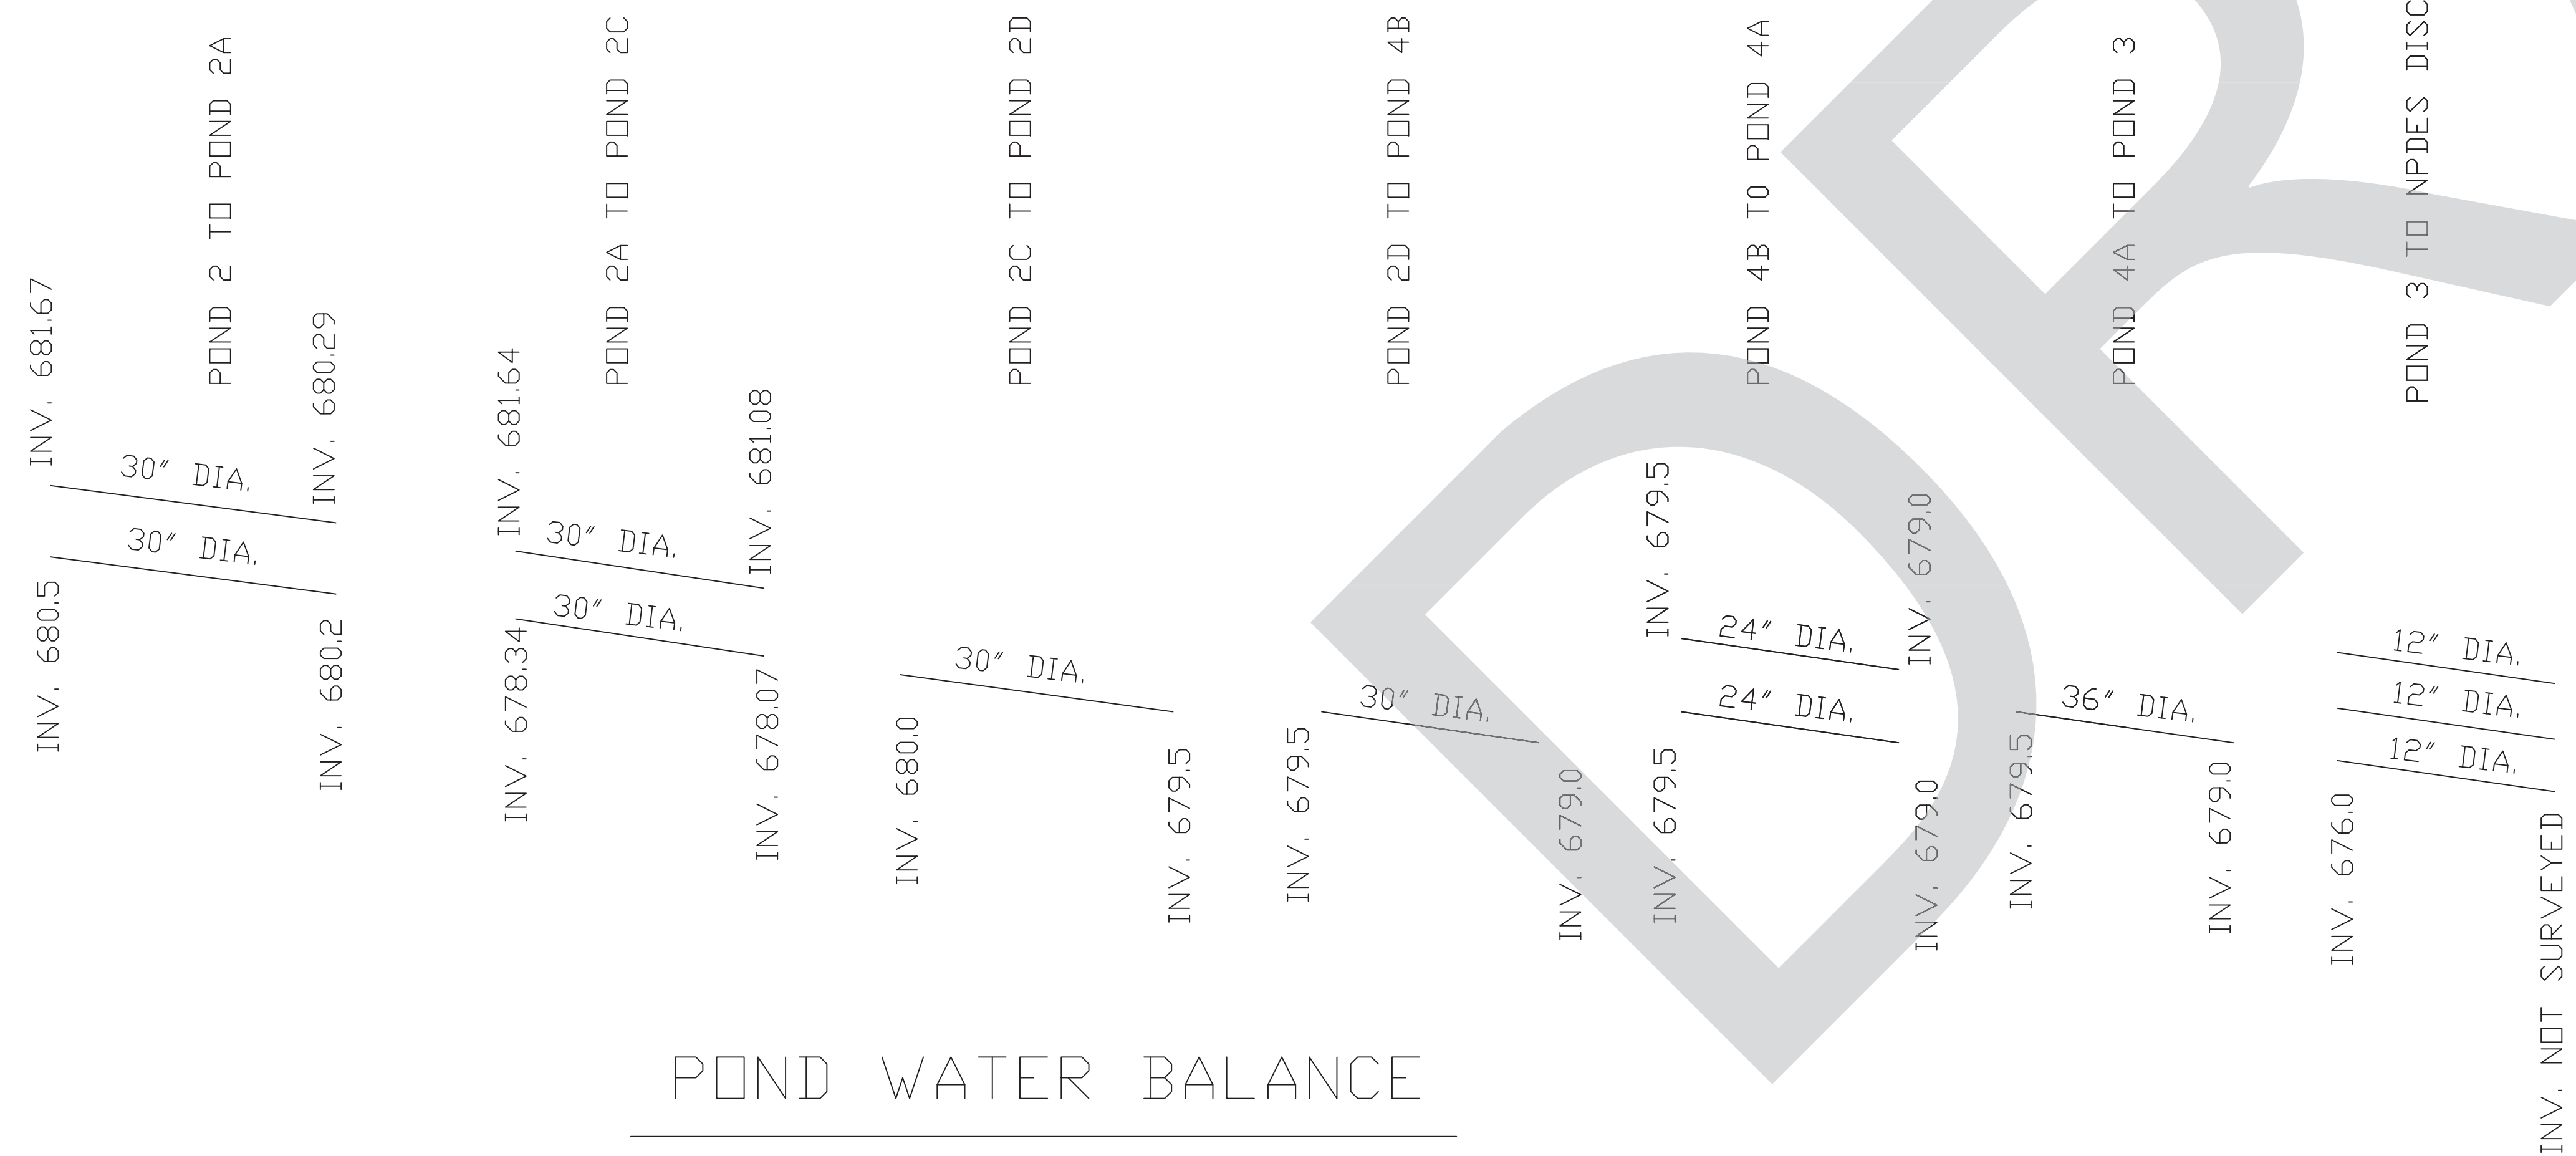 POND 2 TO POND 2A
INV. 681.67
30" DIA.
INV. 680.29
INV. 680.5
30" DIA.
INV. 680.2
POND 2A TO POND 2C
INV. 681.64
30" DIA.
INV. 681.08
INV. 678.34
30" DIA.
INV. 678.07
POND 2C TO POND 2D
30" DIA.
INV. 680.0
INV. 679.5
POND 2D TO POND 4B
30" DIA.
INV. 679.5
INV. 679.0
POND 4B TO POND 4A
INV. 679.5
24" DIA.
INV. 679.0
24" DIA.
INV. 679.5
INV. 679.0
POND 4A TO POND 3
36" DIA.
INV. 679.5
INV. 679.0
POND 3 TO NPDES DISC
12" DIA.
12" DIA.
12" DIA.
INV. 676.0
INV. NOT SURVEYED
POND WATER BALANCE
DR